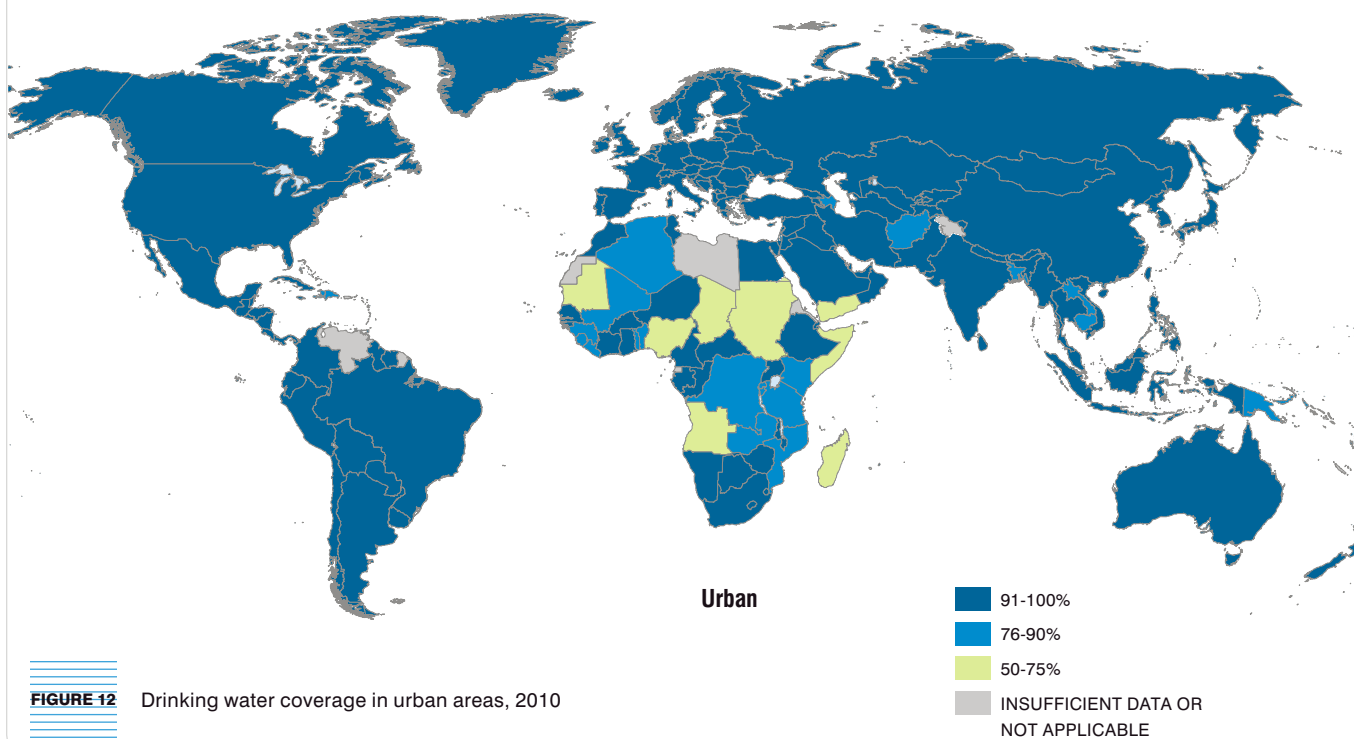 Urban
91-100%
76-90%
50-75%
INSUFFICIENT DATA OR
NOT APPLICABLE
FIGURE 12 Drinking water coverage in urban areas, 2010